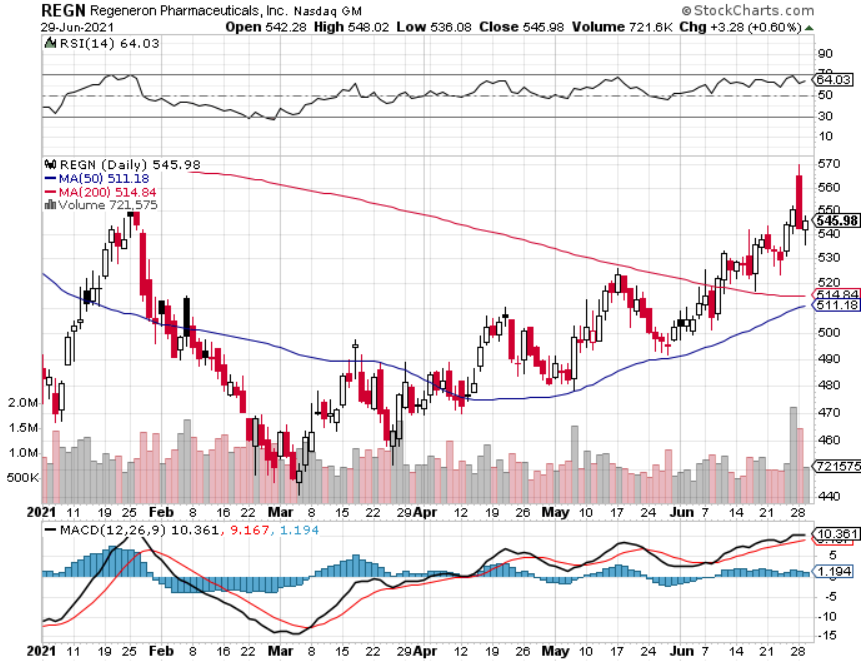 REGN Regeneron Pharmaceuticals, Inc. Nasdaq GM © StockCharts.com
29-Jun-2021 Open 542.28 High 548.02 Low 536.08 Close 545.98 Volume 721.6K Chg +3.28 (+0.60%)
RSI(14) 64.03
90
70
64.03
50
30
10
REGN (Daily) 545.98
MA(50) 511.18
MA(200) 514.84
Volume 721,575
570
560
550
545.98
540
530
520
514.84
511.18
500
490
480
470
460
440
2.0M
1.5M
1.0M
500K
721575
2021 11 19 25 Feb 8 16 22 Mar 8 15 22 29 Apr 12 19 26 May 10 17 24 Jun 7 14 21 28
MACD(12,26,9) 10.361, 9.167, 1.194
10.361
5
1.194
-5
-10
-15
2021 11 19 25 Feb 8 16 22 Mar 8 15 22 29 Apr 12 19 26 May 10 17 24 Jun 7 14 21 28